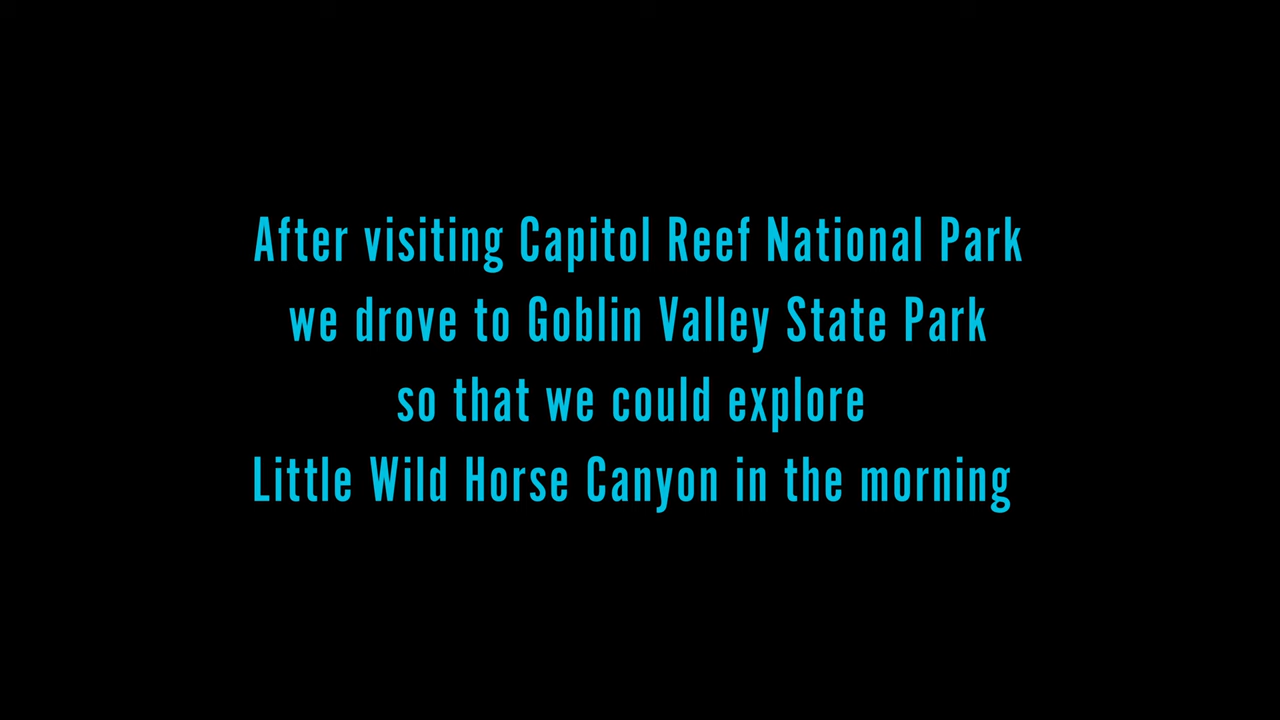 After visiting Capitol Reef National Park
we drove to Goblin Valley State Park
so that we could explore
Little Wild Horse Canyon in the morning